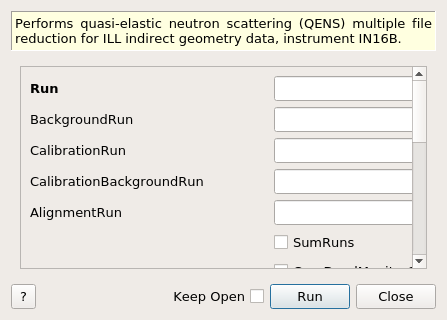 Performs quasi-elastic neutron scattering (QENS) multiple file
reduction for ILL indirect geometry data, instrument IN16B.
Run
BackgroundRun
CalibrationRun
CalibrationBackgroundRun
AlignmentRun
SumRuns
? Keep Open Run Close